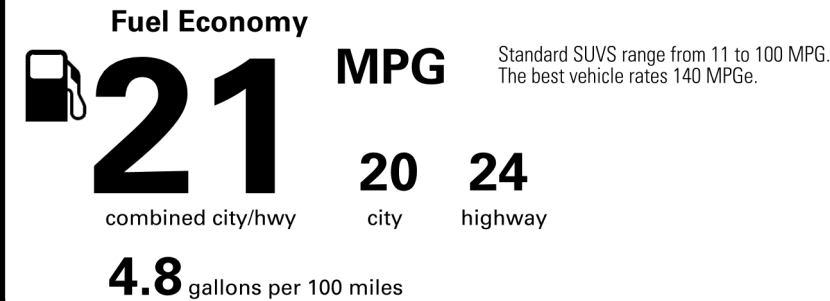 Fuel Economy
21
MPG
Standard SUVS range from 11 to 100 MPG.
The best vehicle rates 140 MPGe.
20 24
combined city/hwy city highway
4.8 gallons per 100 miles